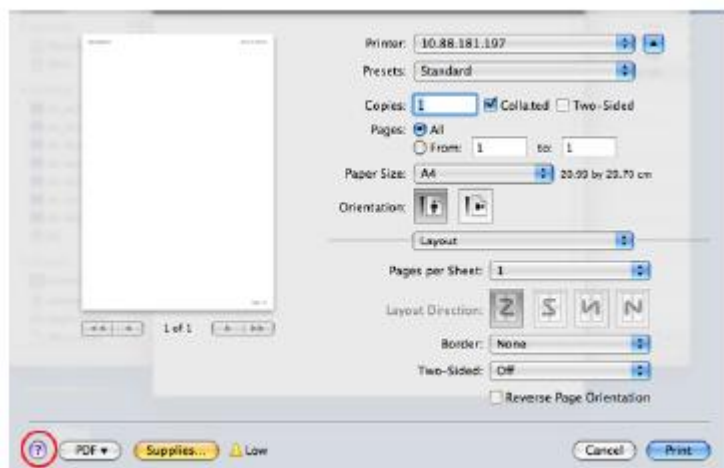 Printer: 10.88.181.197
Presets: Standard
Copies: 1 Collated Two-Sided
Pages: All
From: 1 to: 1
Paper Size: A4 20.99 by 29.70 cm
Orientation:
Layout
Pages per Sheet: 1
Layout Direction:
Border: None
Two-Sided: Off
Reverse Page Orientation
1 of 1
? PDF Supplies... Low Cancel Print